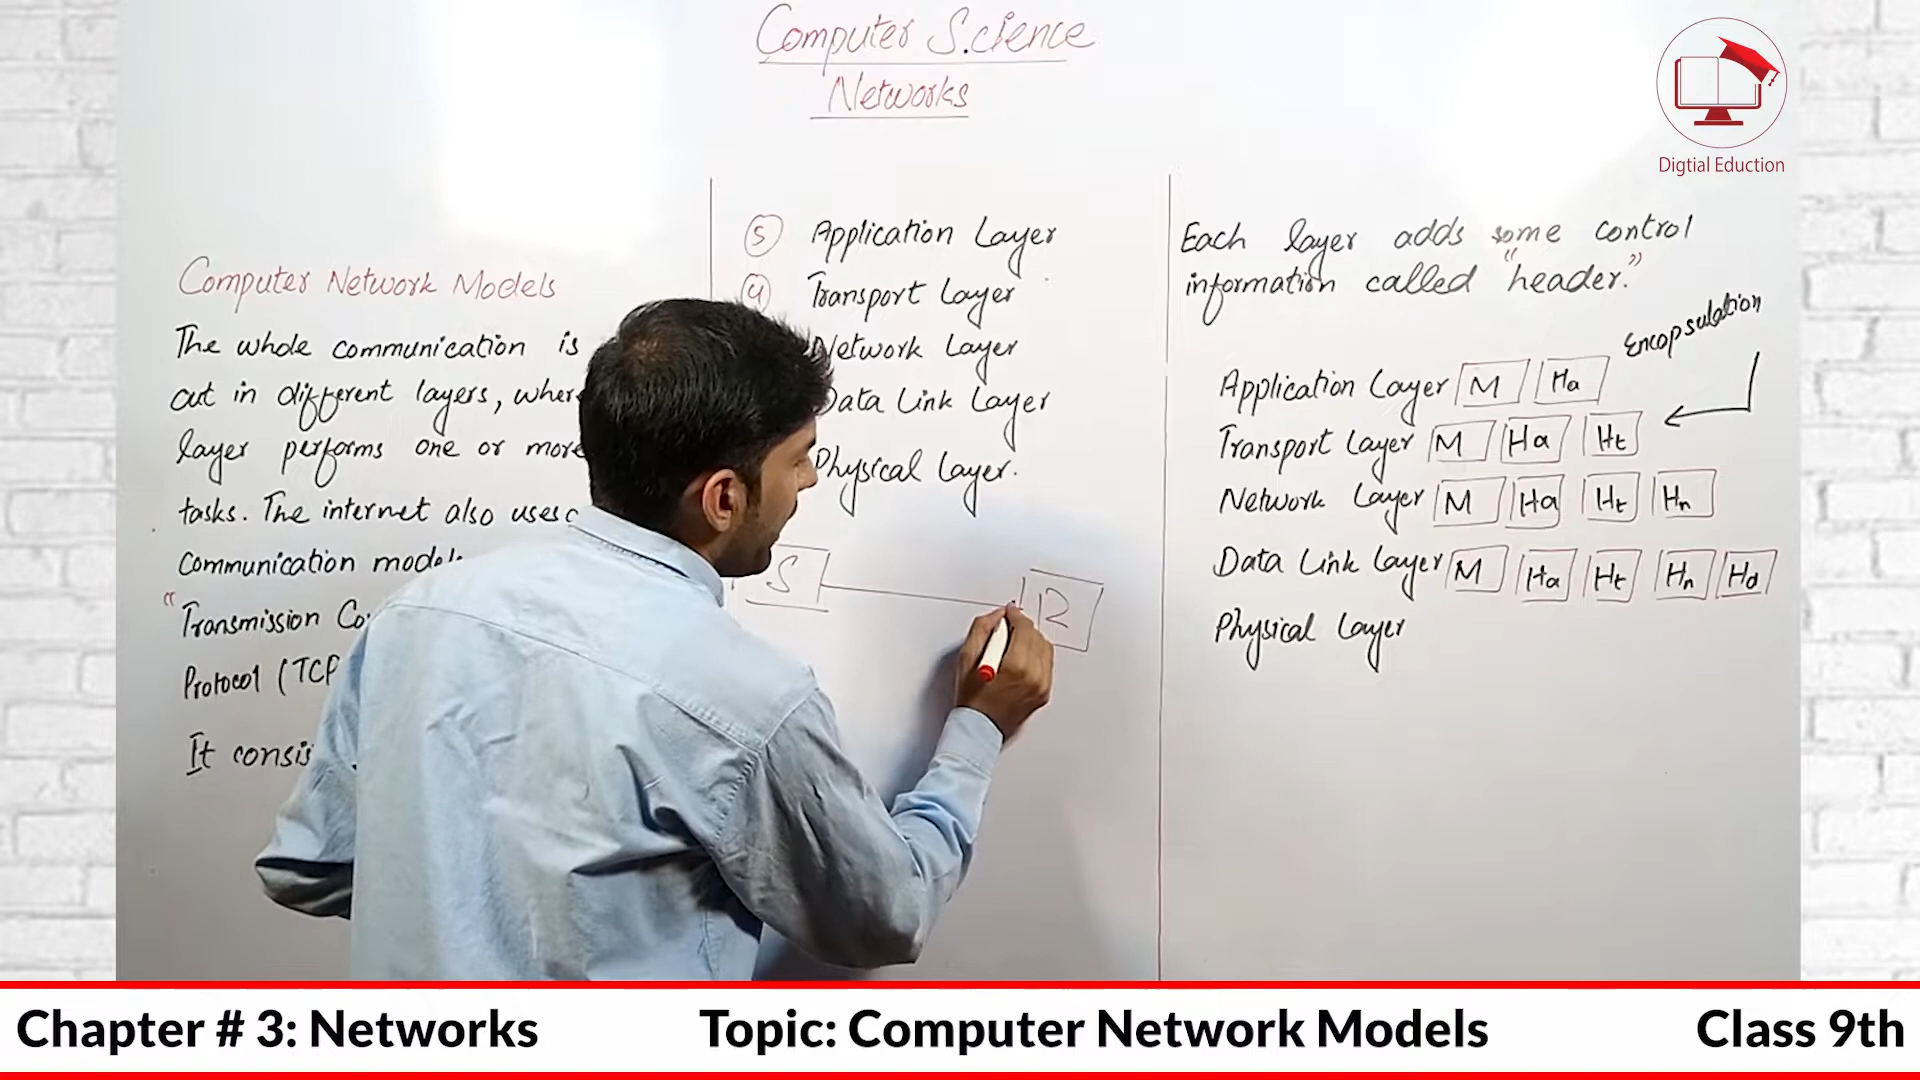 Computer Science
Networks
Digtial Eduction
Computer Network Models
The whole communication is
out in different layers, where
layer performs one or more
tasks. The internet also uses
communication model
"Transmission Co
Protocol (TCP
It consis
5 Application Layer
4 Transport Layer
Network Layer
Data Link Layer
Physical Layer.
S
R
Each layer adds some control
information called "header."
Encapsulation
Application Layer M Ha
Transport Layer M Ha Ht
Network Layer M Ha Ht Hn
Data Link Layer M Ha Ht Hn Hd
Physical Layer
Chapter # 3: Networks Topic: Computer Network Models Class 9th